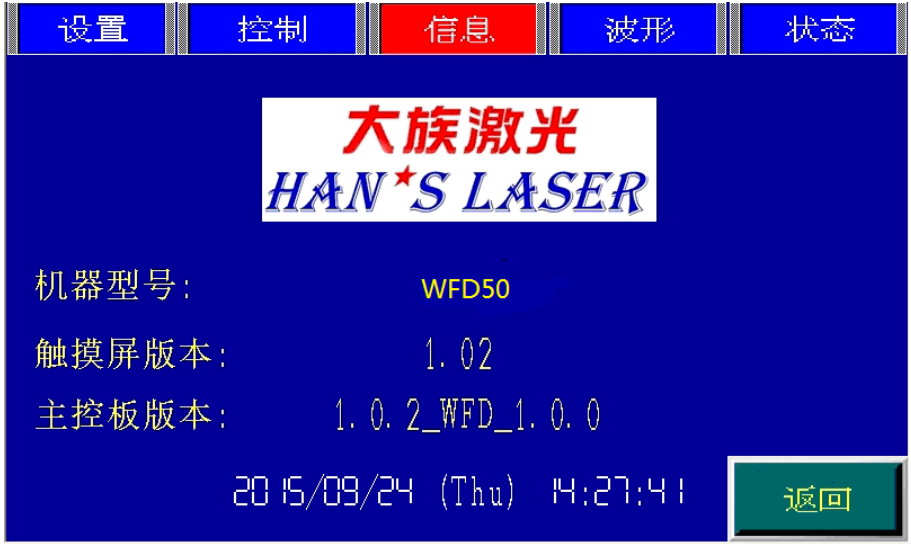 设置 控制 信息 波形 状态
大族激光
HAN★S LASER
机器型号: WFD50
触摸屏版本: 1.02
主控板版本: 1.0.2_WFD_1.0.0
2015/09/24 (Thu) 14:27:41 返回